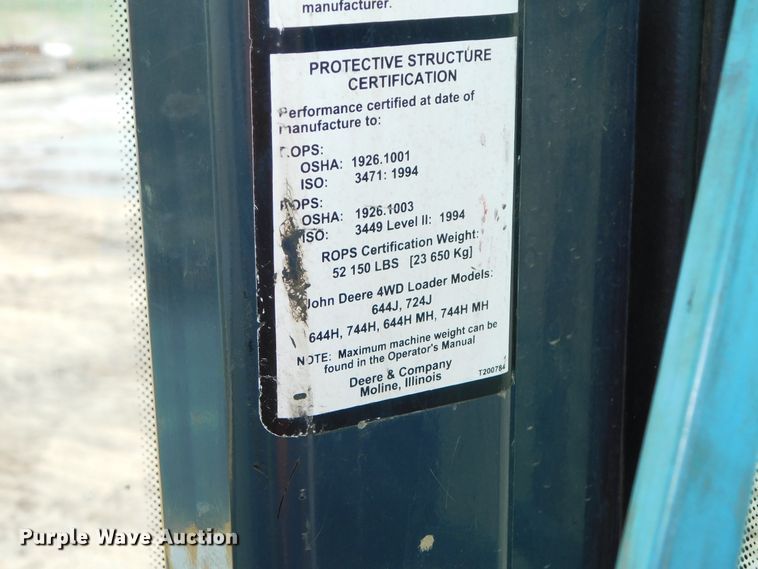 manufacturer.
PROTECTIVE STRUCTURE
CERTIFICATION
Performance certified at date of
manufacture to:
ROPS:
OSHA: 1926.1001
ISO: 3471: 1994
OSHA: 1926.1003
ISO: 3449 Level II: 1994
ROPS Certification Weight:
52 150 LBS [23 650 Kg]
John Deere 4WD Loader Models:
644J, 724J
644H, 744H, 644H MH, 744H MH
NOTE: Maximum machine weight can be
found in the Operator's Manual
Deere & Company
Moline, Illinois
T200784
Purple Wave Auction